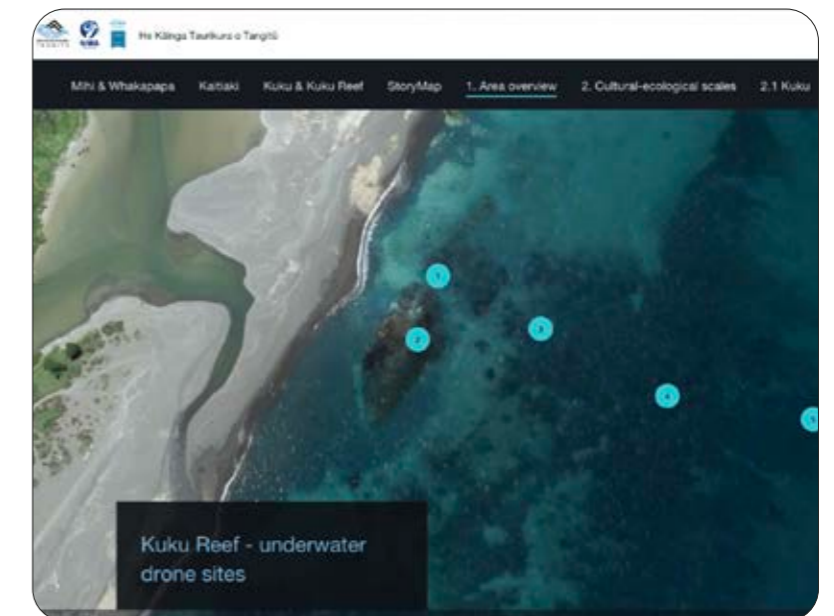 He Kāinga Taurikura o Tangitū
Mihi & Whakapapa Kaitiaki Kuku & Kuku Reef StoryMap 1. Area overview 2. Cultural-ecological scales 2.1 Kuku
1
2
3
4
Kuku Reef - underwater
drone sites